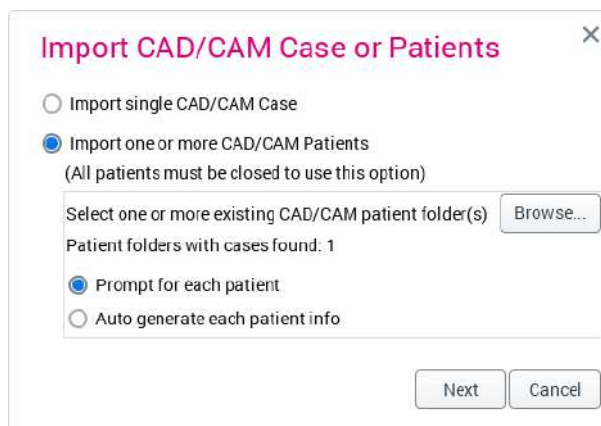 Import CAD/CAM Case or Patients
Import single CAD/CAM Case
Import one or more CAD/CAM Patients
(All patients must be closed to use this option)
Select one or more existing CAD/CAM patient folder(s) Browse...
Patient folders with cases found: 1
Prompt for each patient
Auto generate each patient info
Next Cancel